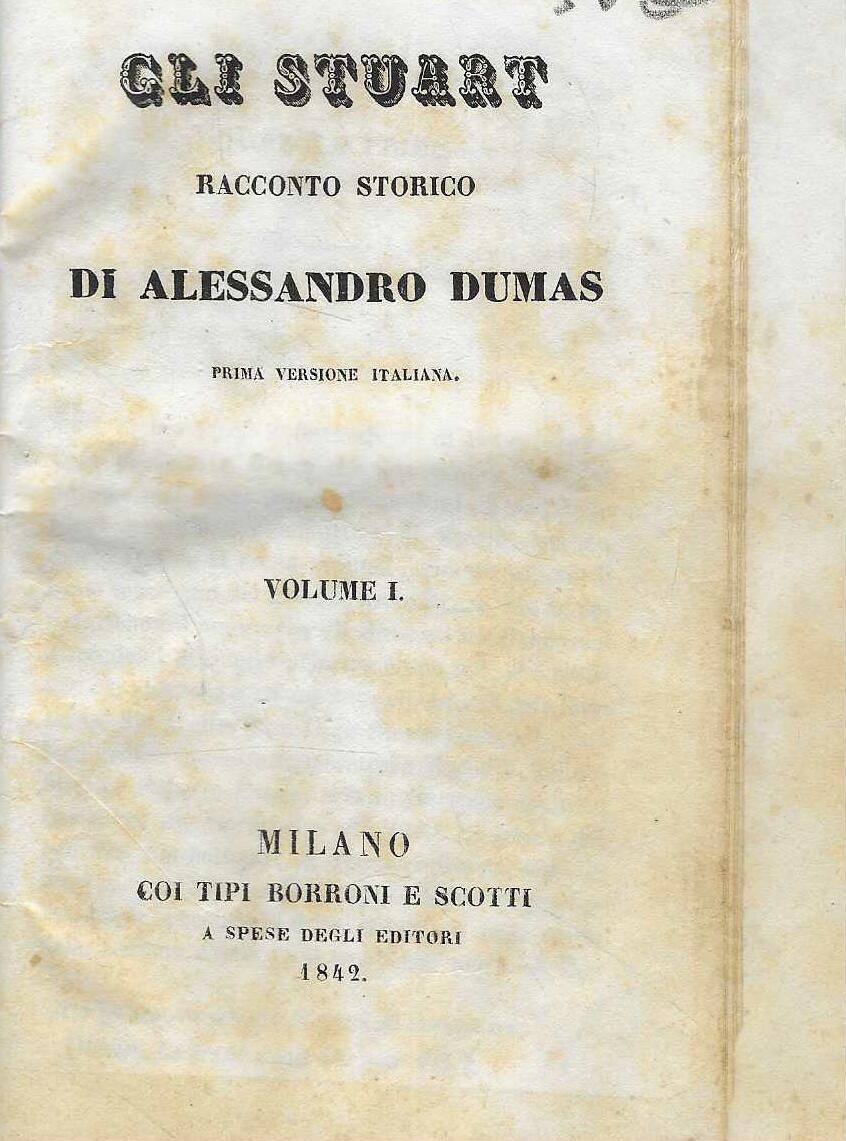 GLI STUART
RACCONTO STORICO
DI ALESSANDRO DUMAS
PRIMA VERSIONE ITALIANA.
VOLUME I.
MILANO
COI TIPI BORRONI E SCOTTI
A SPESE DEGLI EDITORI
1842.